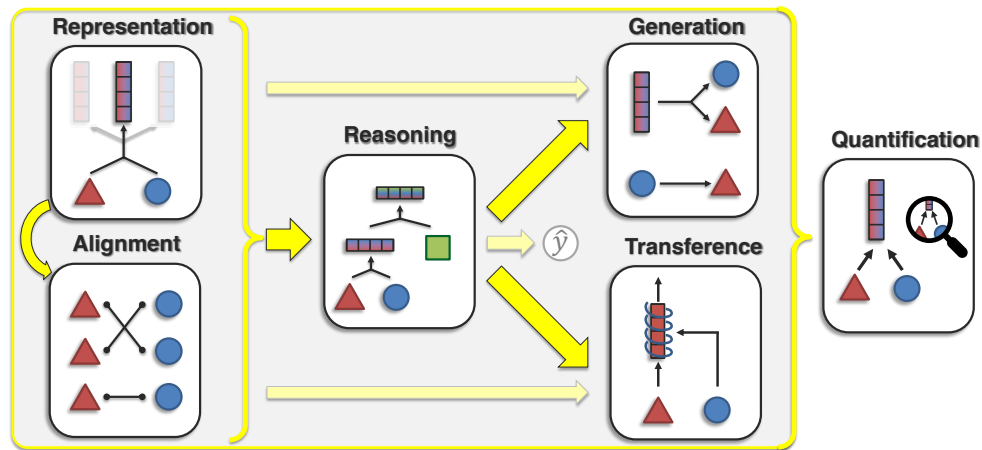 Representation
Generation
Reasoning
Quantification
Alignment
Transference
ŷ